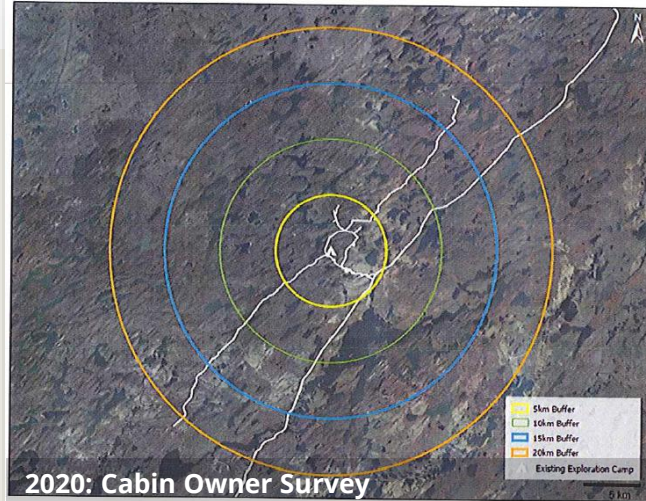 N
5km Buffer
10km Buffer
15km Buffer
20km Buffer
Existing Exploration Camp
5 km
2020: Cabin Owner Survey